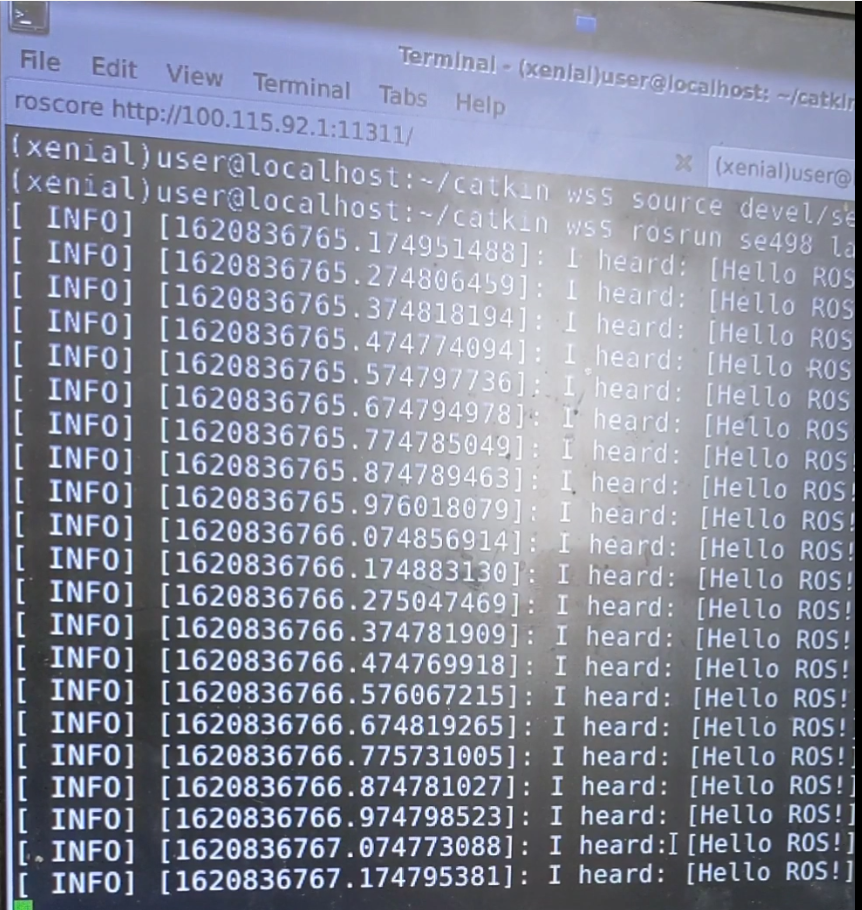 Terminal - (xenial)user@localhost: ~/catkin
File Edit View Terminal Tabs Help
roscore http://100.115.92.1:11311/
(xenial)user@
(xenial)user@localhost:~/catkin_ws$ source devel/se
(xenial)user@localhost:~/catkin_ws$ rosrun se498 la
[ INFO] [1620836765.174951488]: I heard: [Hello ROS
[ INFO] [1620836765.274806459]: I heard: [Hello ROS
[ INFO] [1620836765.374818194]: I heard: [Hello ROS
[ INFO] [1620836765.474774094]: I heard: [Hello ROS
[ INFO] [1620836765.574797736]: I heard: [Hello ROS
[ INFO] [1620836765.674794978]: I heard: [Hello ROS
[ INFO] [1620836765.774785049]: I heard: [Hello ROS
[ INFO] [1620836765.874789463]: I heard: [Hello ROS!
[ INFO] [1620836765.976018079]: I heard: [Hello ROS!
[ INFO] [1620836766.074856914]: I heard: [Hello ROS!
[ INFO] [1620836766.174883130]: I heard: [Hello ROS!
[ INFO] [1620836766.275047469]: I heard: [Hello ROS!
[ INFO] [1620836766.374781909]: I heard: [Hello ROS!
[ INFO] [1620836766.474769918]: I heard: [Hello ROS!
[ INFO] [1620836766.576067215]: I heard: [Hello ROS!]
[ INFO] [1620836766.674819265]: I heard: [Hello ROS!]
[ INFO] [1620836766.775731005]: I heard: [Hello ROS!]
[ INFO] [1620836766.874781027]: I heard: [Hello ROS!]
[ INFO] [1620836766.974798523]: I heard: [Hello ROS!]
[ INFO] [1620836767.074773088]: I heard: [Hello ROS!]
[ INFO] [1620836767.174795381]: I heard: [Hello ROS!]